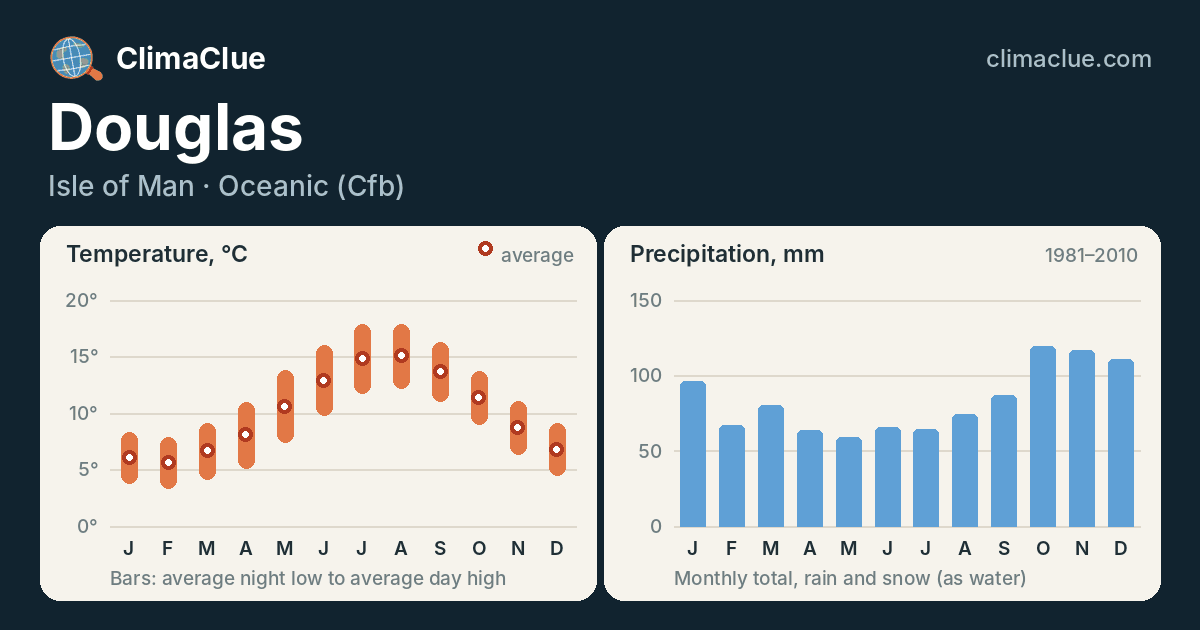 ClimaClue
climaclue.com
Douglas
Isle of Man · Oceanic (Cfb)
Temperature, °C
average
20°
15°
10°
5°
0°
J F M A M J J A S O N D
Bars: average night low to average day high
Precipitation, mm
1981–2010
150
100
50
0
J F M A M J J A S O N D
Monthly total, rain and snow (as water)